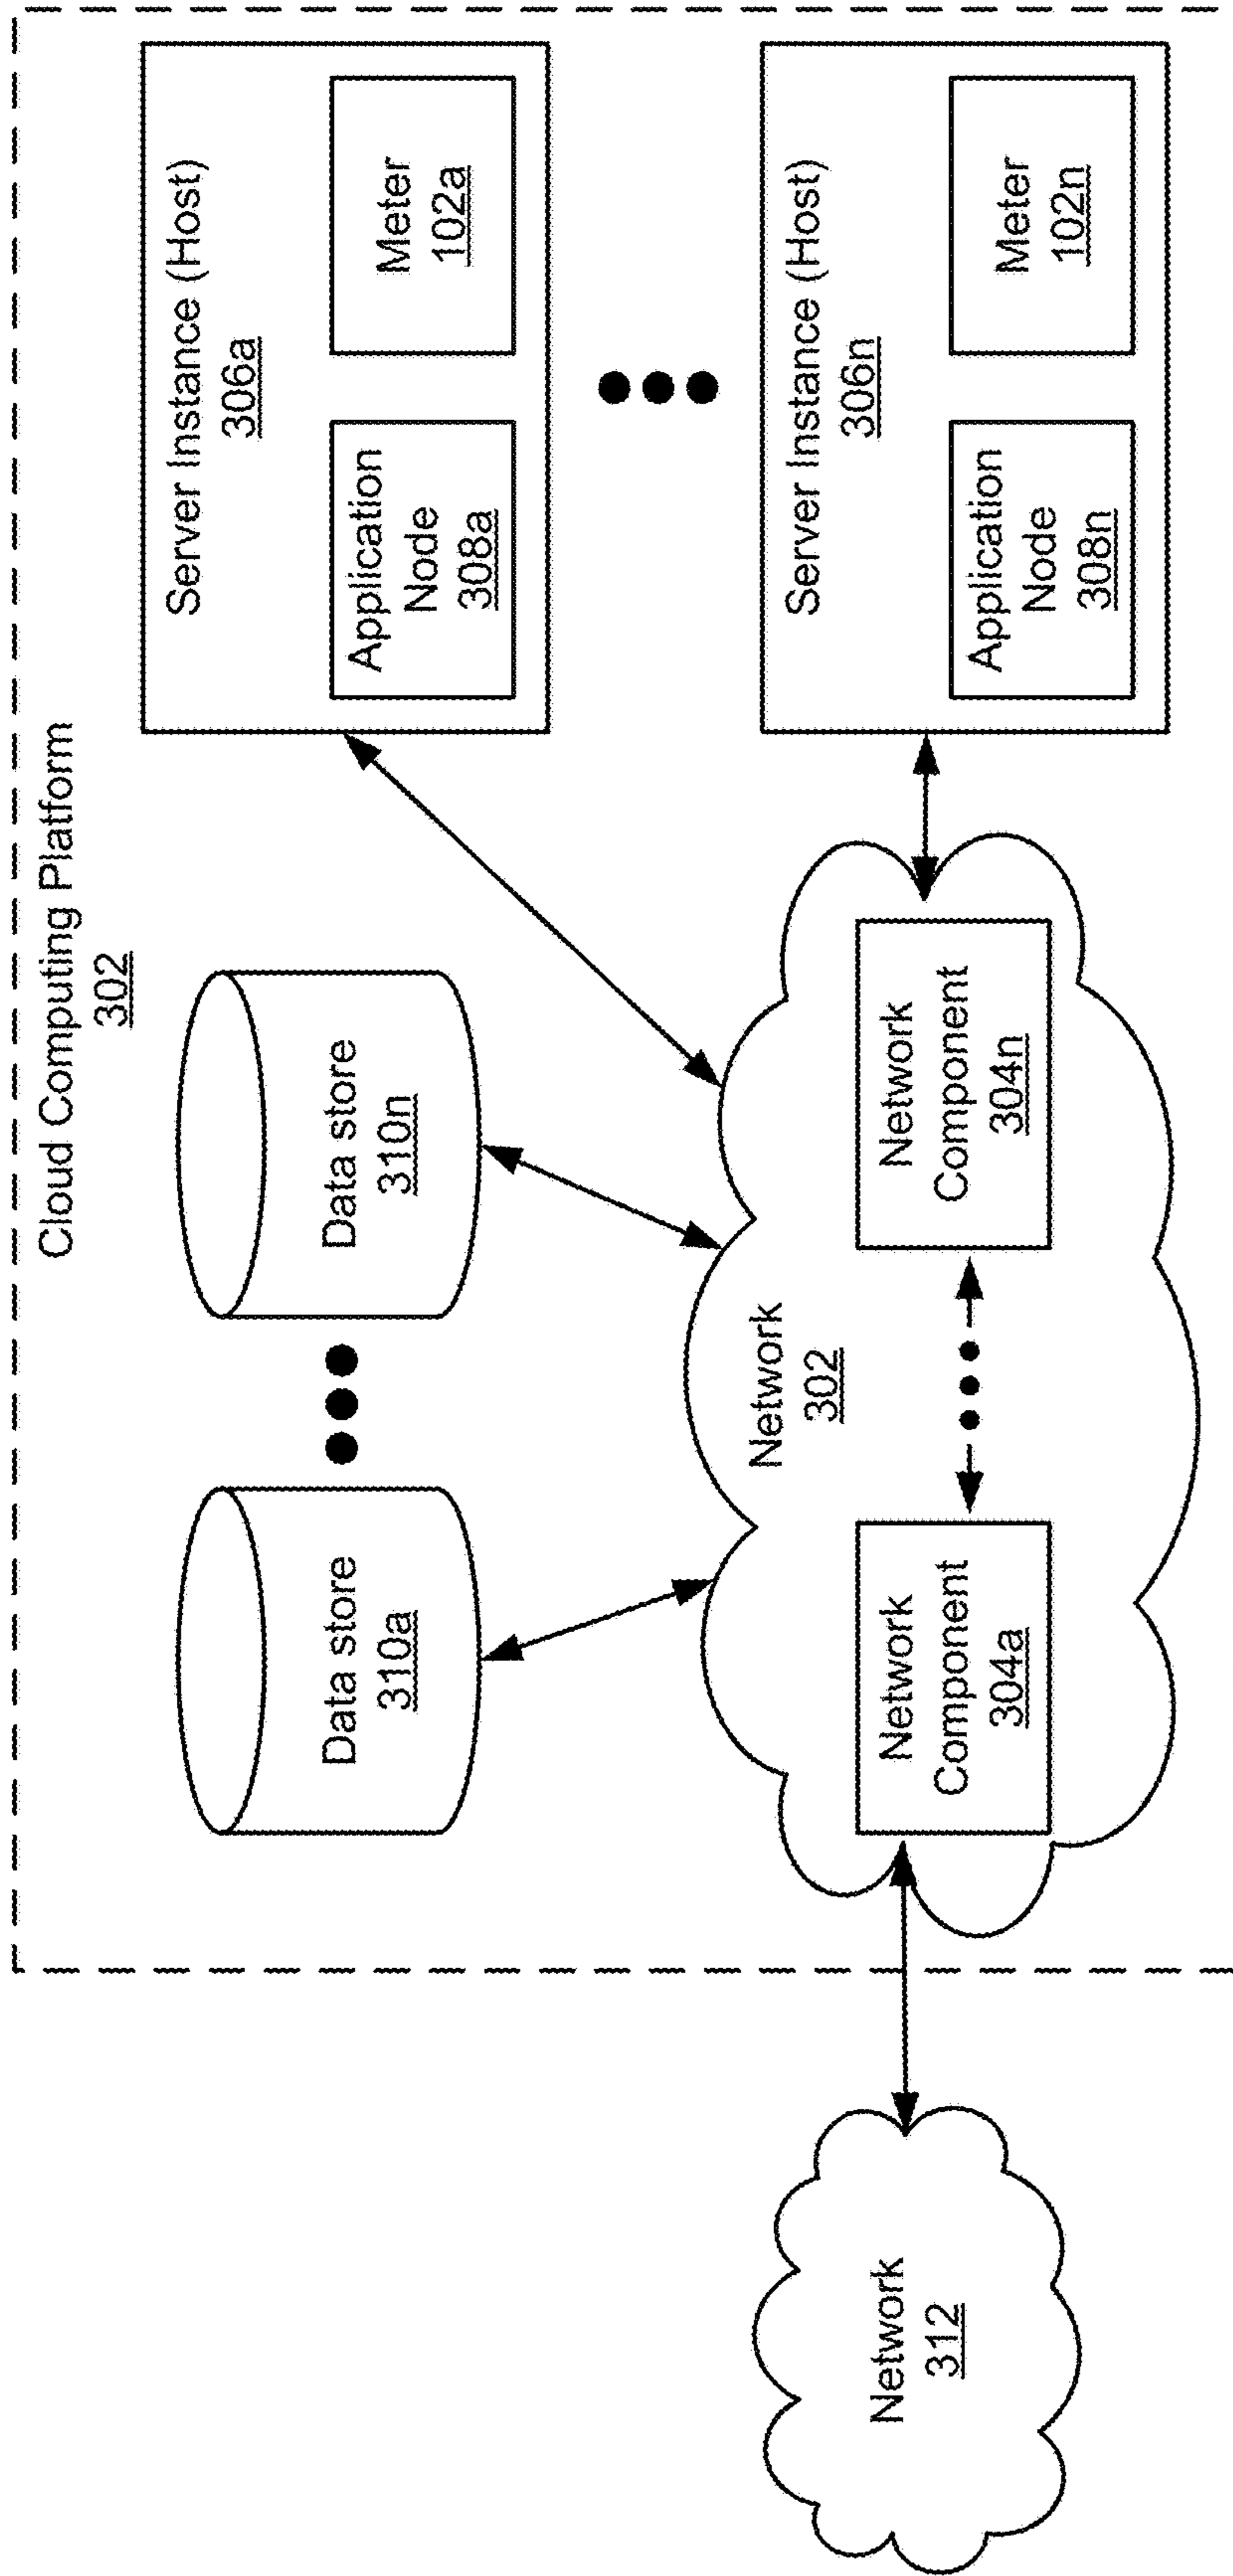 Cloud Computing Platform
302
Data store
310a
Data store
310n
Server Instance (Host)
306a
Application
Node
308a
Meter
102a
Network
302
Network
Component
304a
Network
Component
304n
Server Instance (Host)
306n
Application
Node
308n
Meter
102n
Network
312